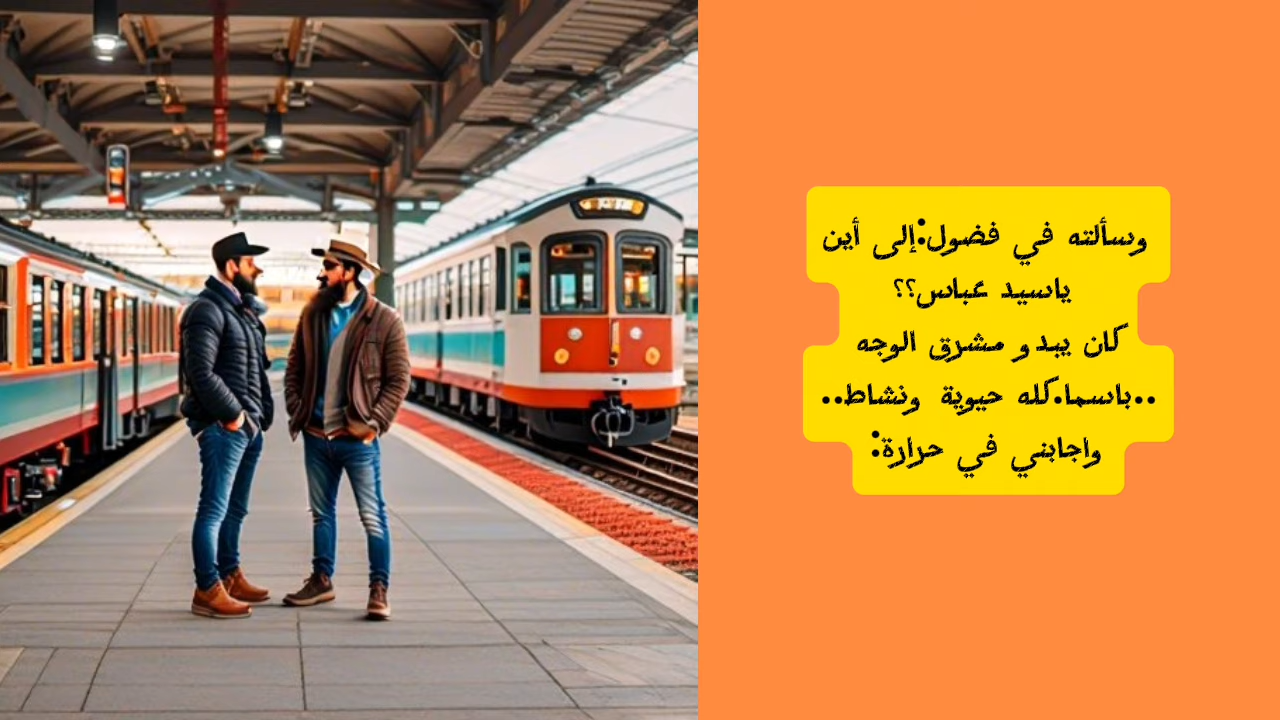 وسألته في فضول:إلى أين
ياسيد عباس؟؟
كان يبدو مشرق الوجه
..باسما.كله حيوية ونشاط..
واجابني في حرارة: